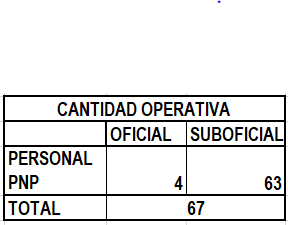 CANTIDAD OPERATIVA
OFICIAL SUBOFICIAL
PERSONAL
PNP 4 63
TOTAL 67